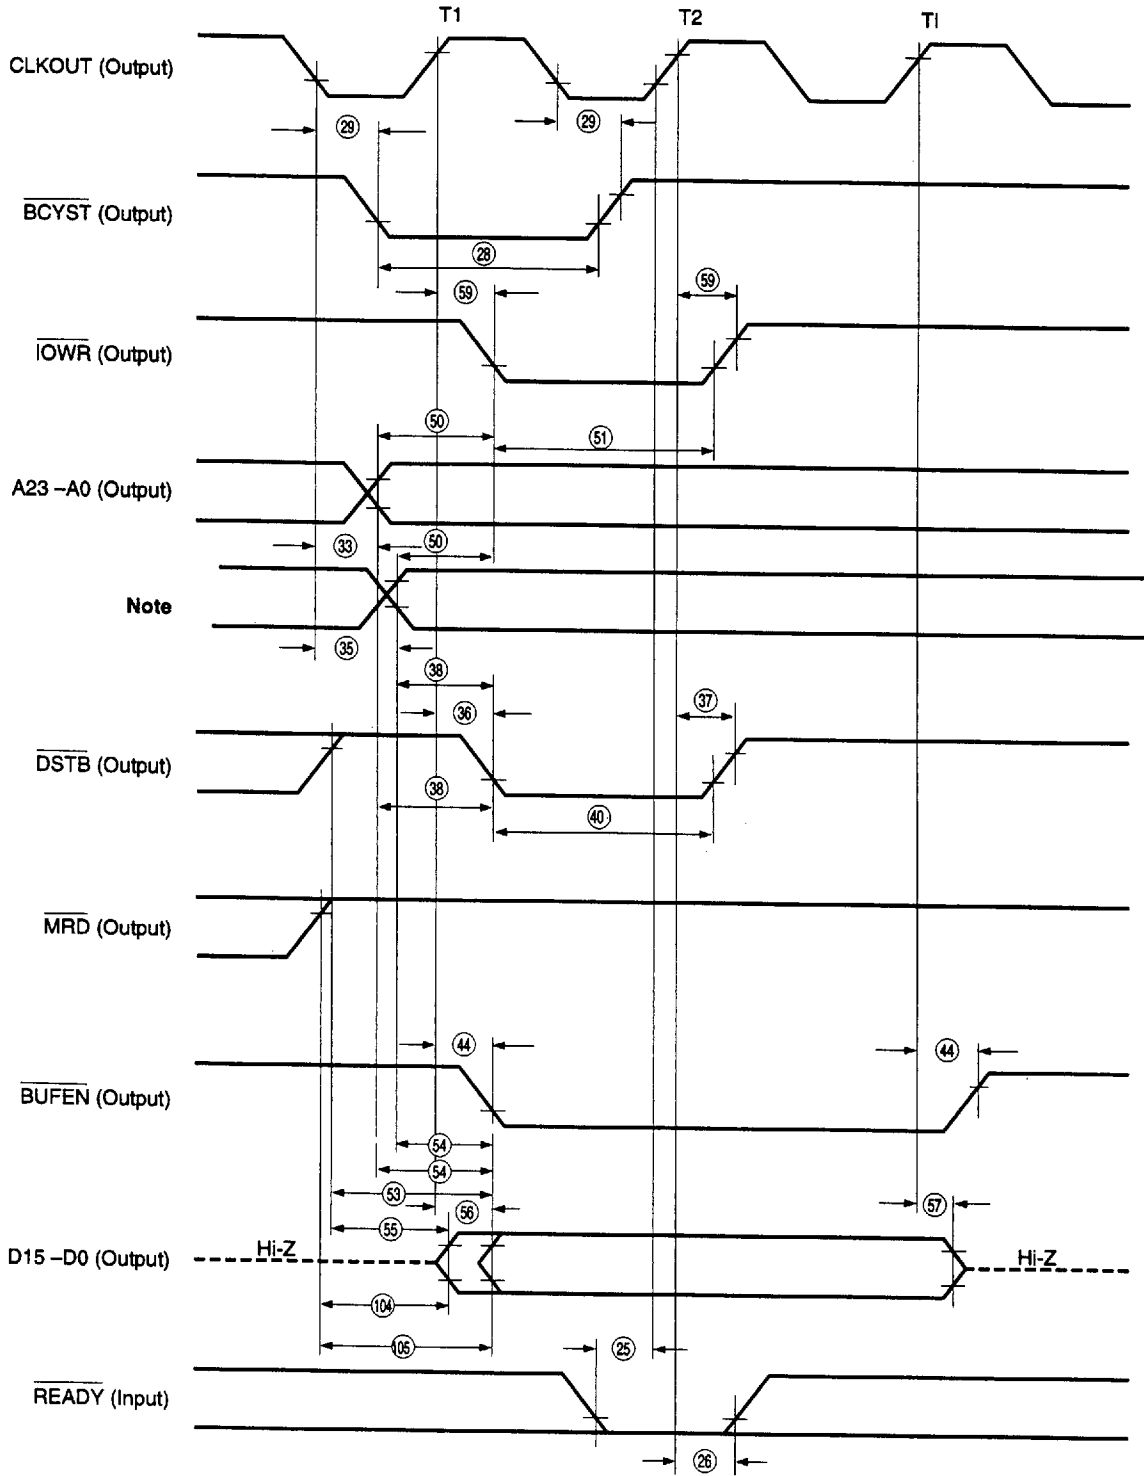 T1 T2 TI
CLKOUT (Output)
29 29
BCYST (Output)
28
59 59
IOWR (Output)
50 51
A23 –A0 (Output)
33 50
Note
35
38
36 37
DSTB (Output)
38 40
MRD (Output)
44 44
BUFEN (Output)
54
54
53
56 57
55
D15 –D0 (Output) Hi-Z Hi-Z
104
105 25
READY (Input)
26